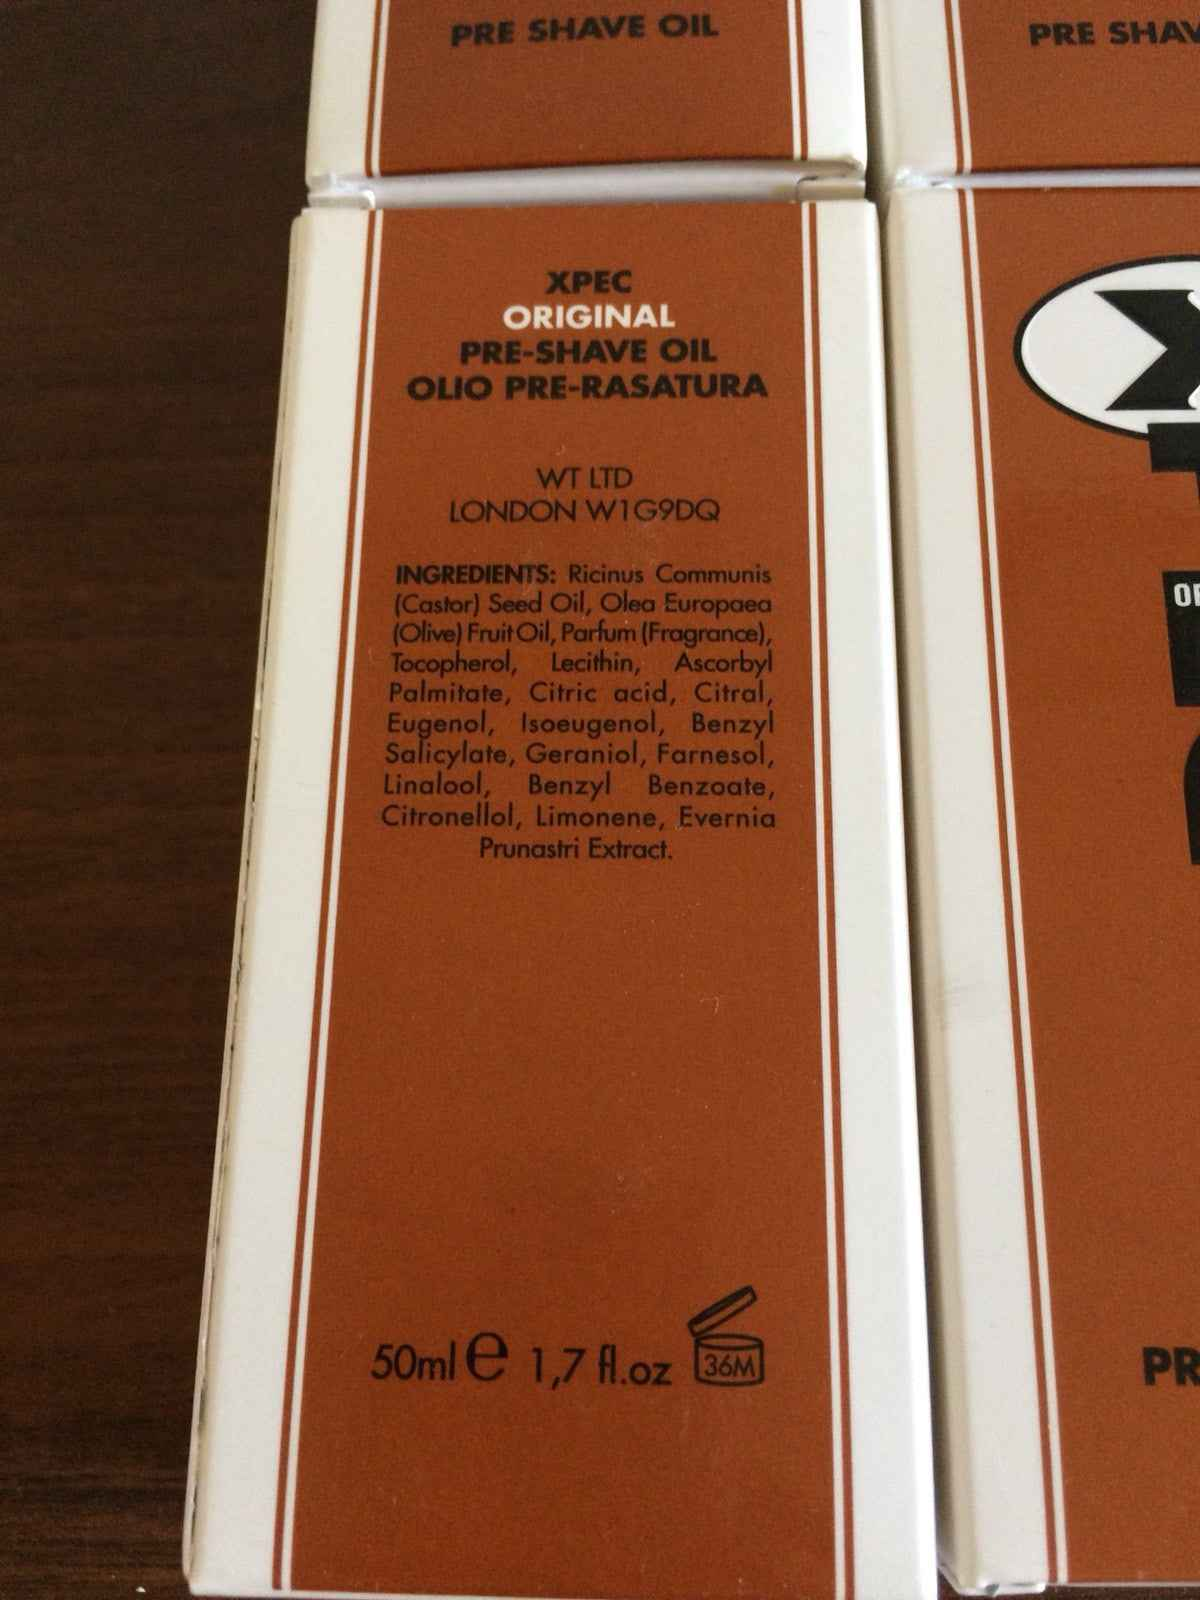 PRE SHAVE OIL
PRE SHAV
XPEC
ORIGINAL
PRE-SHAVE OIL
OLIO PRE-RASATURA
WT LTD
LONDON W1G9DQ
INGREDIENTS: Ricinus Communis
(Castor) Seed Oil, Olea Europaea
(Olive) Fruit Oil, Parfum (Fragrance),
Tocopherol, Lecithin, Ascorbyl
Palmitate, Citric acid, Citral,
Eugenol, Isoeugenol, Benzyl
Salicylate, Geraniol, Farnesol,
Linalool, Benzyl Benzoate,
Citronellol, Limonene, Evernia
Prunastri Extract.
50ml e 1,7 fl.oz 36M
X
PR